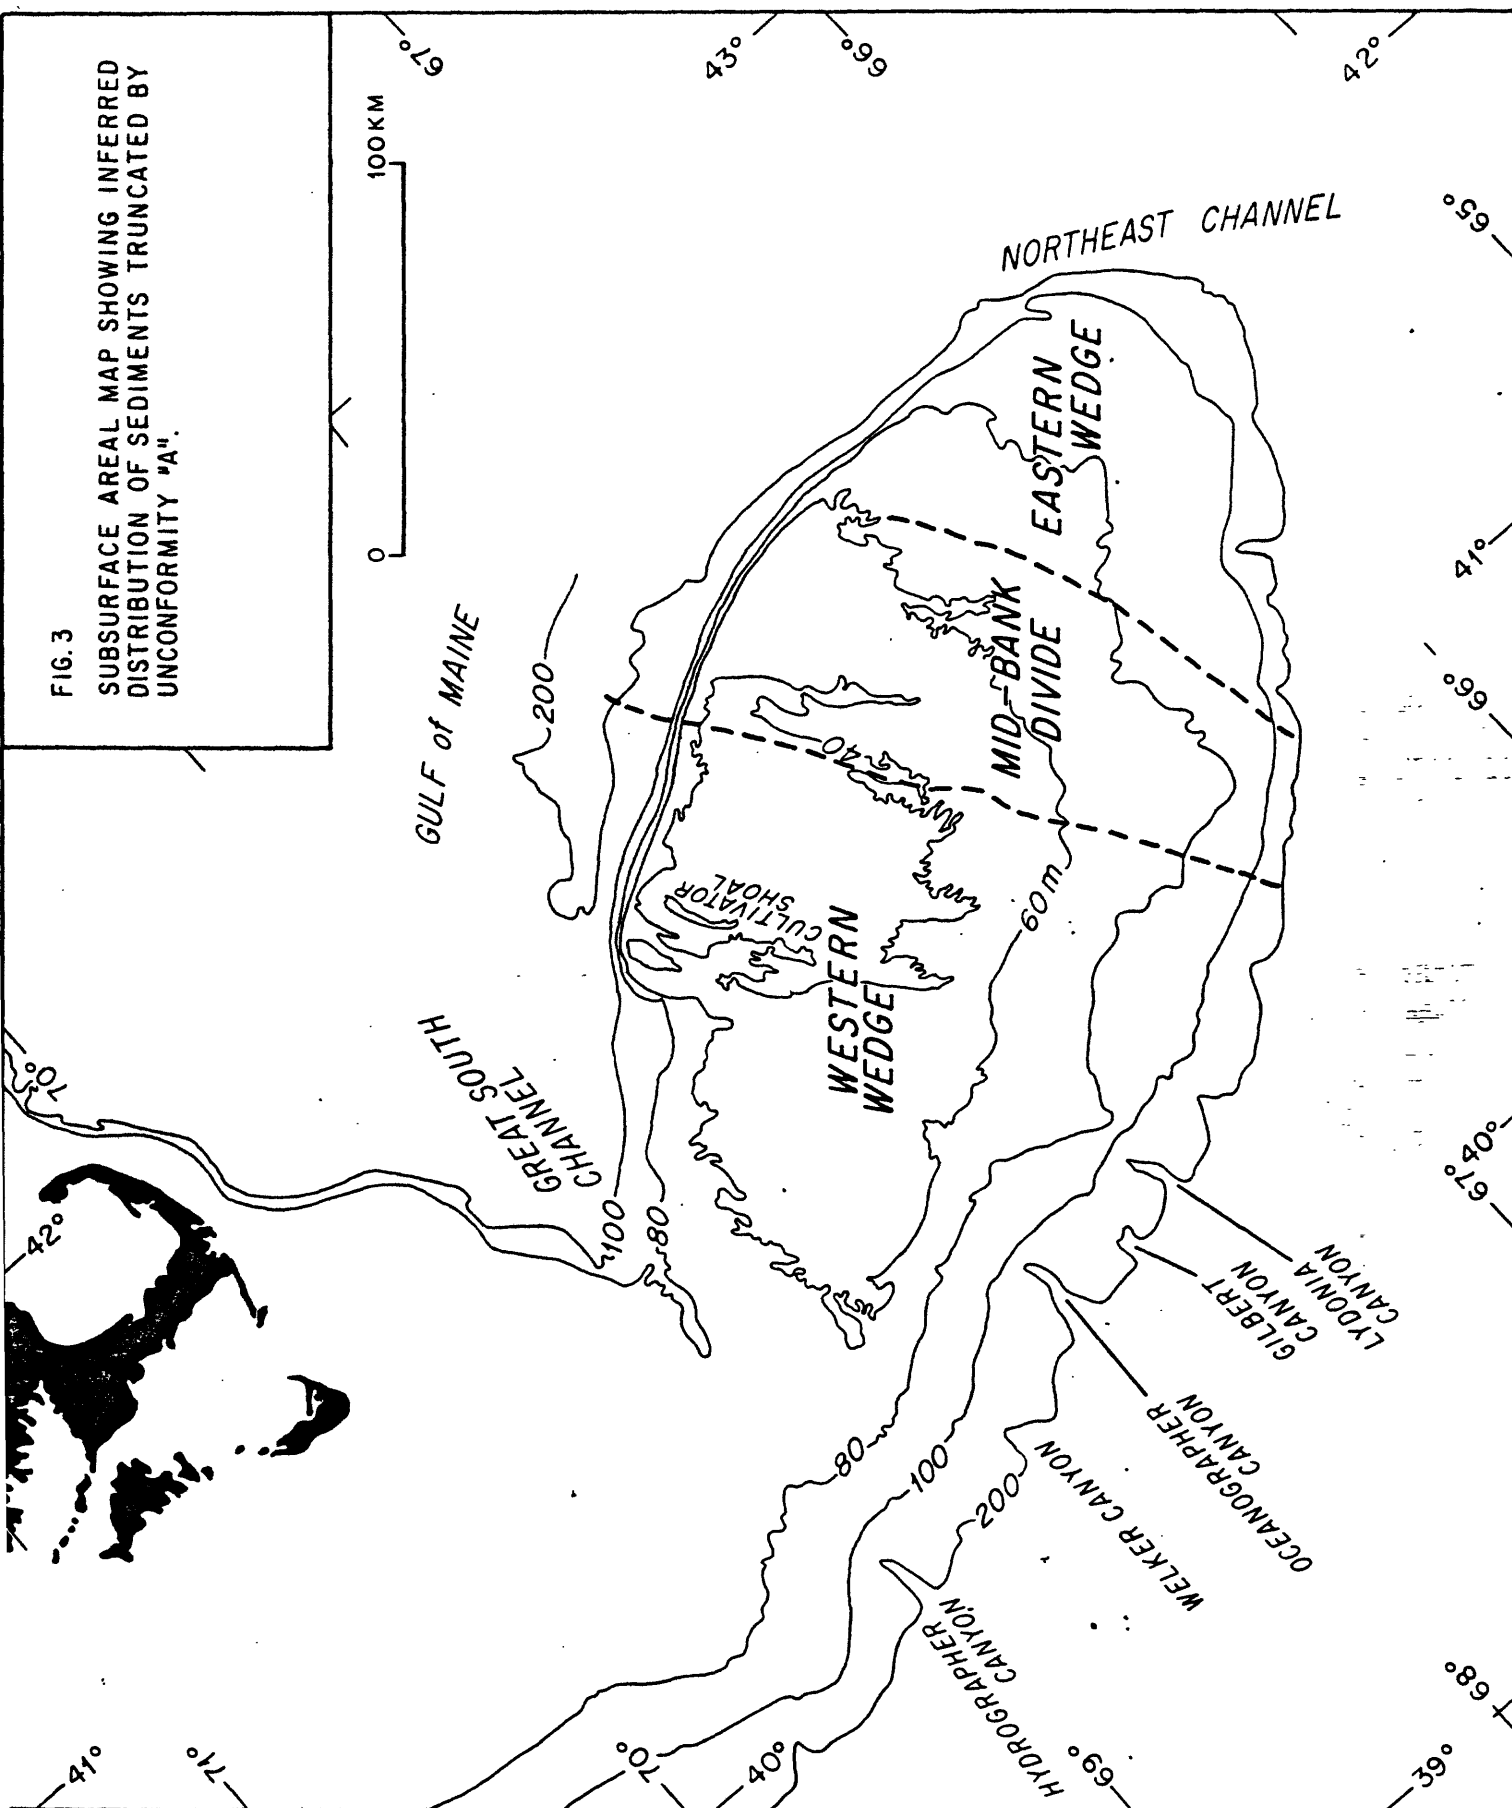 FIG. 3
SUBSURFACE AREAL MAP SHOWING INFERRED
DISTRIBUTION OF SEDIMENTS TRUNCATED BY
UNCONFORMITY "A".
0
100 KM
67°
43°
66°
42°
65°
41°
66°
40°
67°
68°
39°
69°
40°
70°
71°
41°
42°
70°
GULF of MAINE
200
NORTHEAST CHANNEL
EASTERN
WEDGE
MID-BANK
DIVIDE
40
CULTIVATOR
SHOAL
WESTERN
WEDGE
60m
GREAT SOUTH
CHANNEL
100
80
80
100
200
LYDONIA
CANYON
GILBERT
CANYON
OCEANOGRAPHER
CANYON
WELKER CANYON
HYDROGRAPHER
CANYON